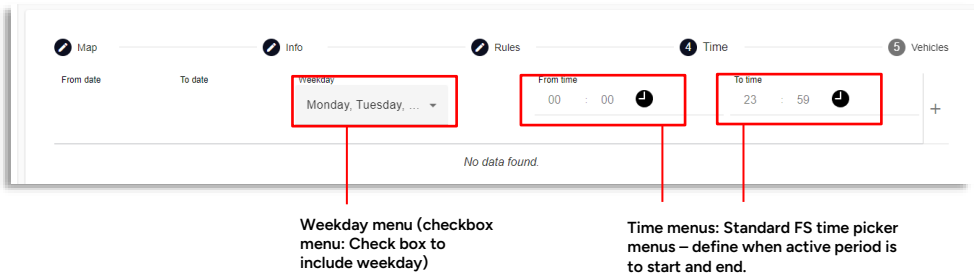 Map
Info
Rules
4 Time
5 Vehicles
From date
To date
Weekday
From time
To time
Monday, Tuesday, ...
00 : 00
23 : 59
+
No data found.
Weekday menu (checkbox
menu: Check box to
include weekday)
Time menus: Standard FS time picker
menus – define when active period is
to start and end.